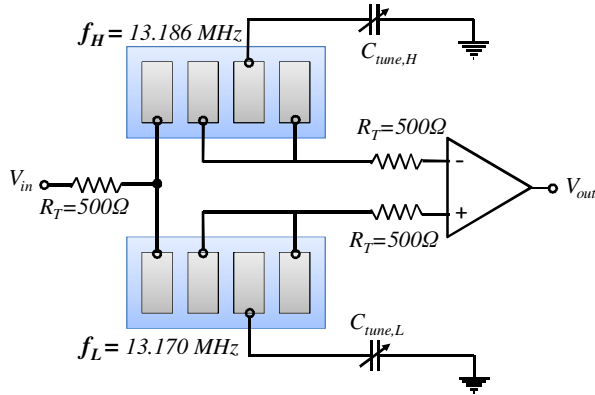 f_H = 13.186 MHz
C_tune,H
R_T=500Ω
-
V_in
R_T=500Ω
V_out
+
R_T=500Ω
C_tune,L
f_L = 13.170 MHz